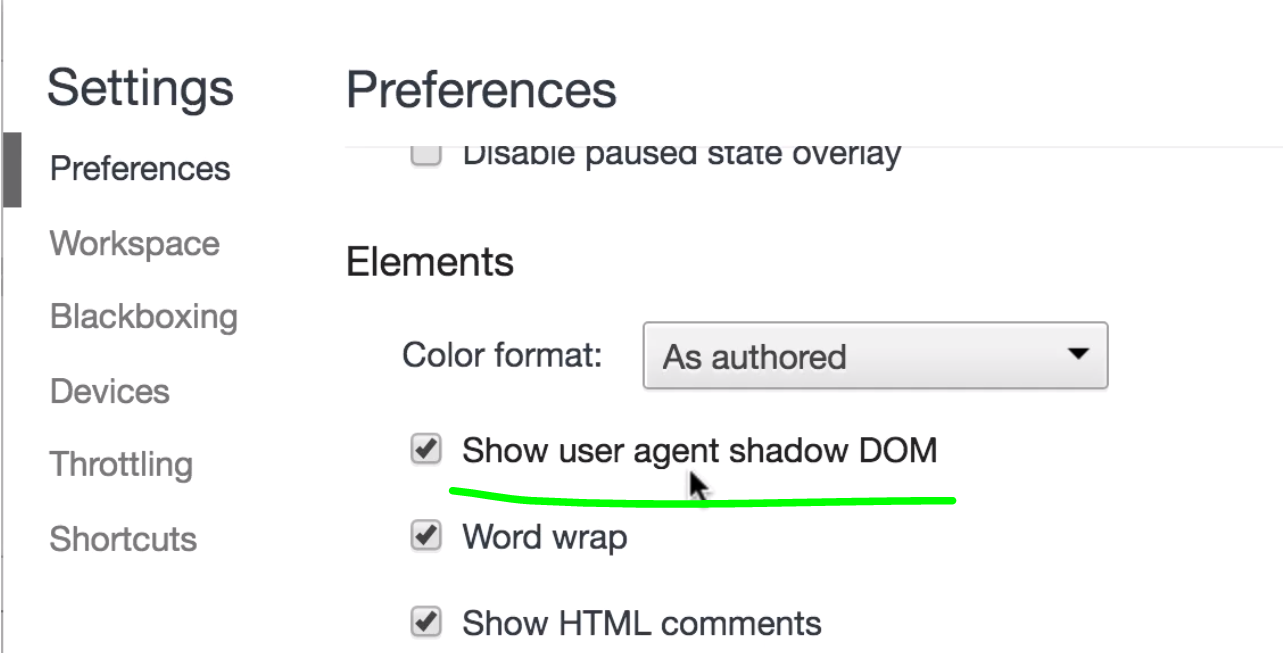 Settings
Preferences
Workspace
Blackboxing
Devices
Throttling
Shortcuts
Preferences
Disable paused state overlay
Elements
Color format: As authored
Show user agent shadow DOM
Word wrap
Show HTML comments